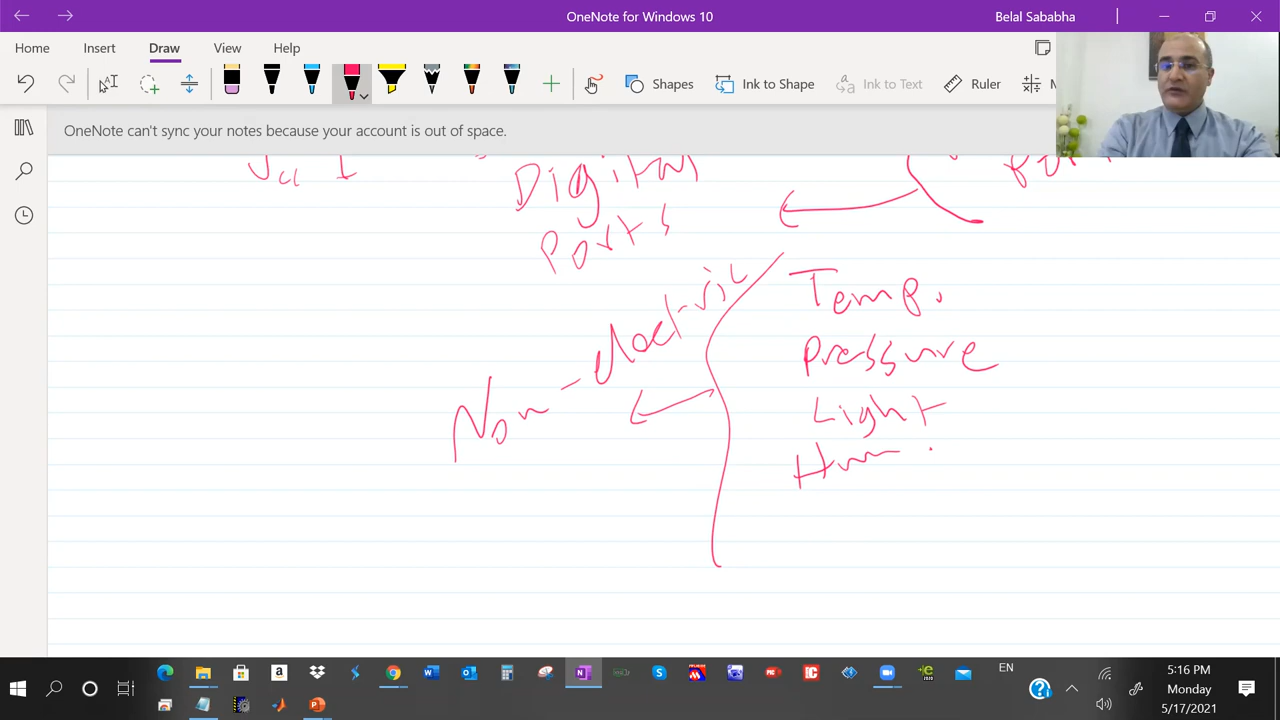 OneNote for Windows 10
Belal Sababha
Home Insert Draw View Help
Shapes
Ink to Shape
Ink to Text
Ruler
M
OneNote can't sync your notes because your account is out of space.
Digital
Ports
Non-electric
Temp.
Pressure
Light
Hum.
EN
5:16 PM
Monday
5/17/2021